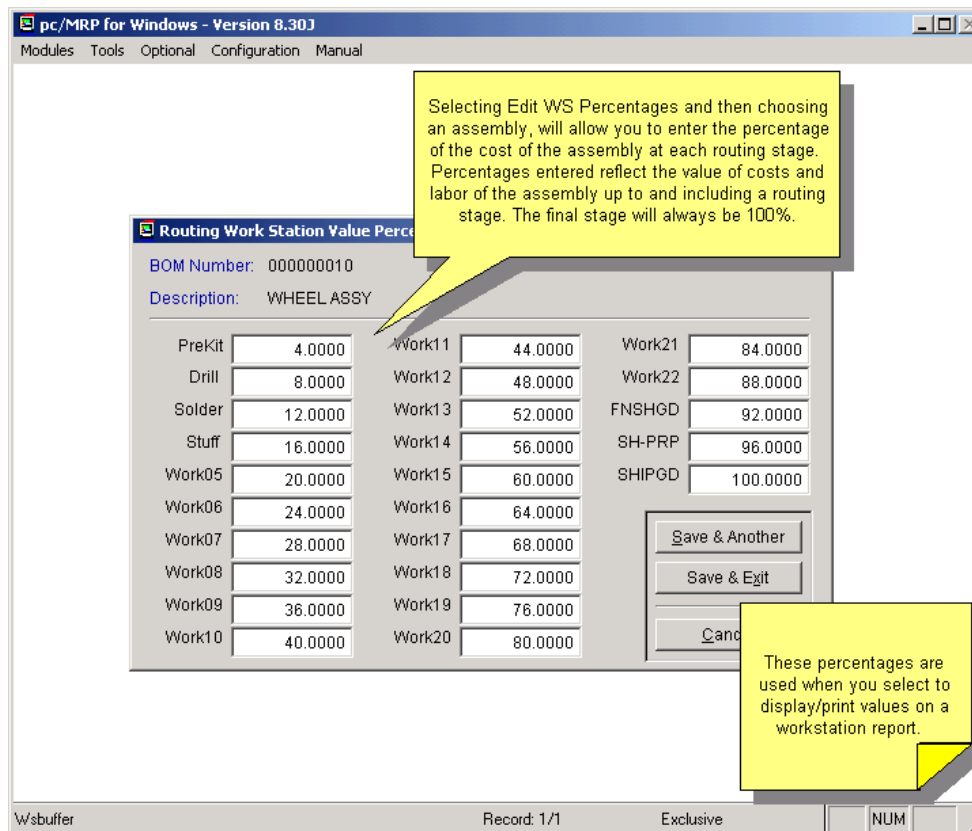 pc/MRP for Windows - Version 8.30J
Modules Tools Optional Configuration Manual
Selecting Edit WS Percentages and then choosing
an assembly, will allow you to enter the percentage
of the cost of the assembly at each routing stage.
Percentages entered reflect the value of costs and
labor of the assembly up to and including a routing
stage. The final stage will always be 100%.
Routing Work Station Value
BOM Number: 000000010
Description: WHEEL ASSY
PreKit 4.0000
Drill 8.0000
Solder 12.0000
Stuff 16.0000
Work05 20.0000
Work06 24.0000
Work07 28.0000
Work08 32.0000
Work09 36.0000
Work10 40.0000
Work11 44.0000
Work12 48.0000
Work13 52.0000
Work14 56.0000
Work15 60.0000
Work16 64.0000
Work17 68.0000
Work18 72.0000
Work19 76.0000
Work20 80.0000
Work21 84.0000
Work22 88.0000
FNSHGD 92.0000
SH-PRP 96.0000
SHIPGD 100.0000
Save & Another
Save & Exit
These percentages are
used when you select to
display/print values on a
workstation report.
Wsbuffer Record: 1/1 Exclusive NUM